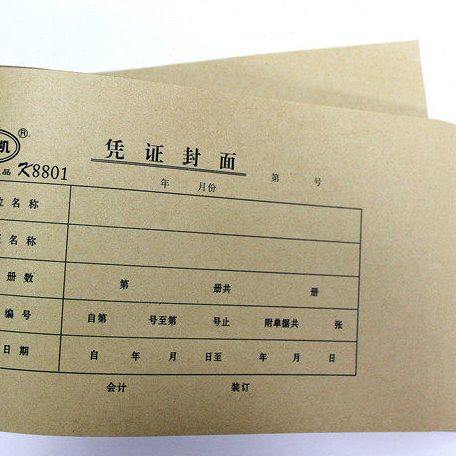 凯®
品 K8801
凭证封面
年 月份 第 号
位名称
名称
册数 第 册共 册
编号 自第 号至第 号止 附单据共 张
日期 自 年 月 日至 年 月 日
会计 装订